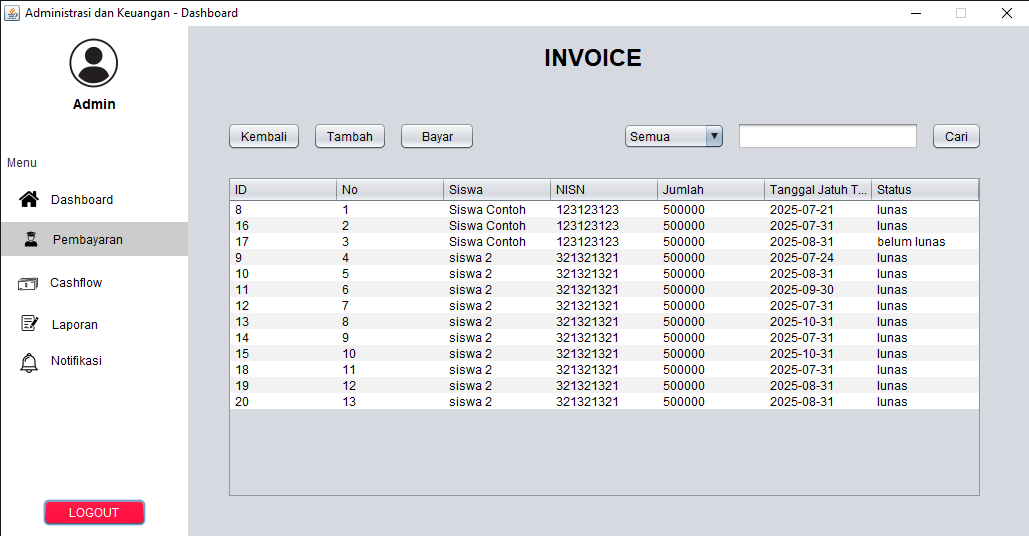 Administrasi dan Keuangan - Dashboard
Admin
Menu
Dashboard
Pembayaran
Cashflow
Laporan
Notifikasi
LOGOUT
INVOICE
Kembali Tambah Bayar Semua Cari
ID No Siswa NISN Jumlah Tanggal Jatuh T... Status
8 1 Siswa Contoh 123123123 500000 2025-07-21 lunas
16 2 Siswa Contoh 123123123 500000 2025-07-31 lunas
17 3 Siswa Contoh 123123123 500000 2025-08-31 belum lunas
9 4 siswa 2 321321321 500000 2025-07-24 lunas
10 5 siswa 2 321321321 500000 2025-08-31 lunas
11 6 siswa 2 321321321 500000 2025-09-30 lunas
12 7 siswa 2 321321321 500000 2025-07-31 lunas
13 8 siswa 2 321321321 500000 2025-10-31 lunas
14 9 siswa 2 321321321 500000 2025-07-31 lunas
15 10 siswa 2 321321321 500000 2025-10-31 lunas
18 11 siswa 2 321321321 500000 2025-07-31 lunas
19 12 siswa 2 321321321 500000 2025-08-31 lunas
20 13 siswa 2 321321321 500000 2025-08-31 lunas